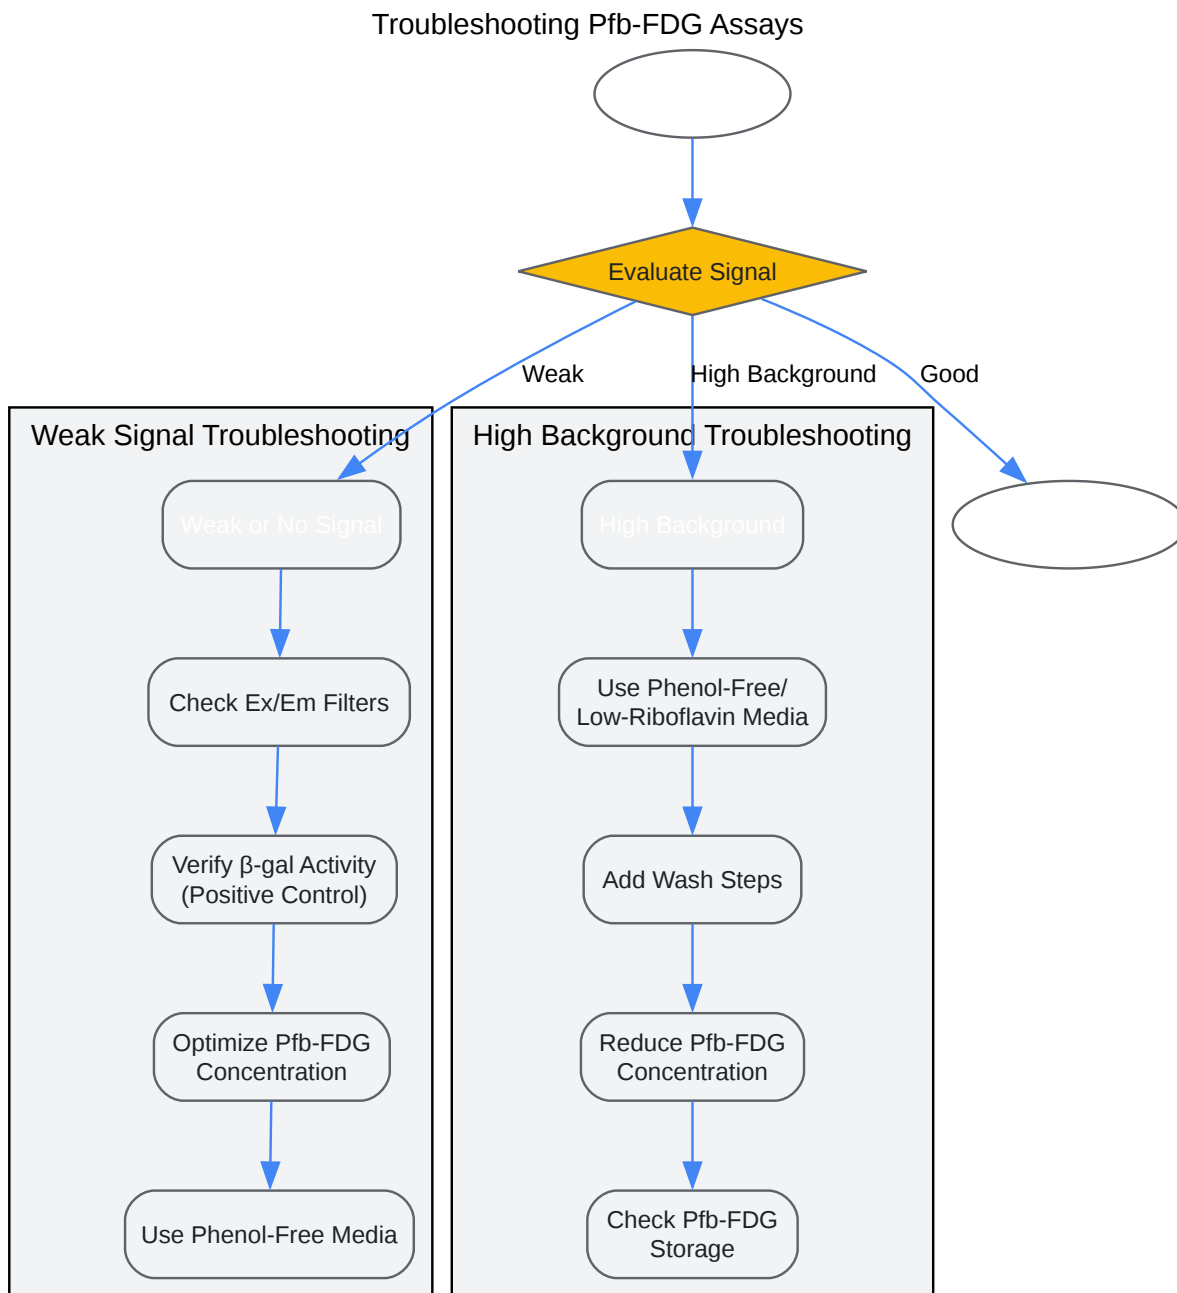 Troubleshooting Pfb-FDG Assays
Evaluate Signal
Weak
High Background
Good
Weak Signal Troubleshooting
High Background Troubleshooting
Weak or No Signal
High Background
Check Ex/Em Filters
Use Phenol-Free/
Low-Riboflavin Media
Verify β-gal Activity
(Positive Control)
Add Wash Steps
Optimize Pfb-FDG
Concentration
Reduce Pfb-FDG
Concentration
Use Phenol-Free Media
Check Pfb-FDG
Storage